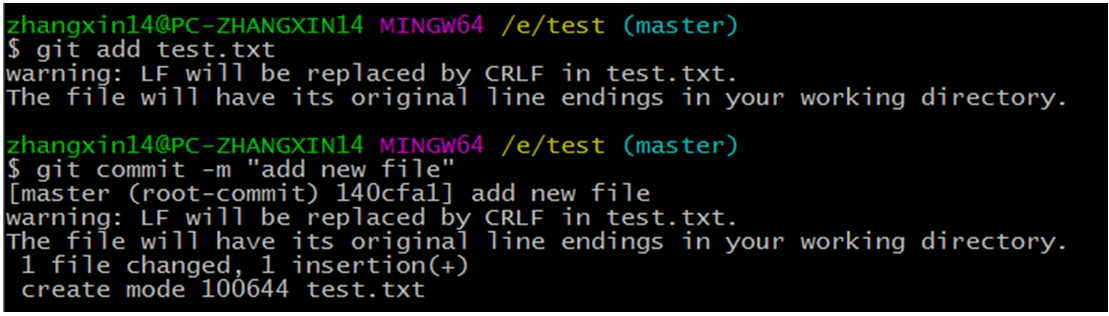 zhangxin14@PC-ZHANGXIN14 MINGW64 /e/test (master)
$ git add test.txt
warning: LF will be replaced by CRLF in test.txt.
The file will have its original line endings in your working directory.
zhangxin14@PC-ZHANGXIN14 MINGW64 /e/test (master)
$ git commit -m "add new file"
[master (root-commit) 140cfa1] add new file
warning: LF will be replaced by CRLF in test.txt.
The file will have its original line endings in your working directory.
1 file changed, 1 insertion(+)
create mode 100644 test.txt